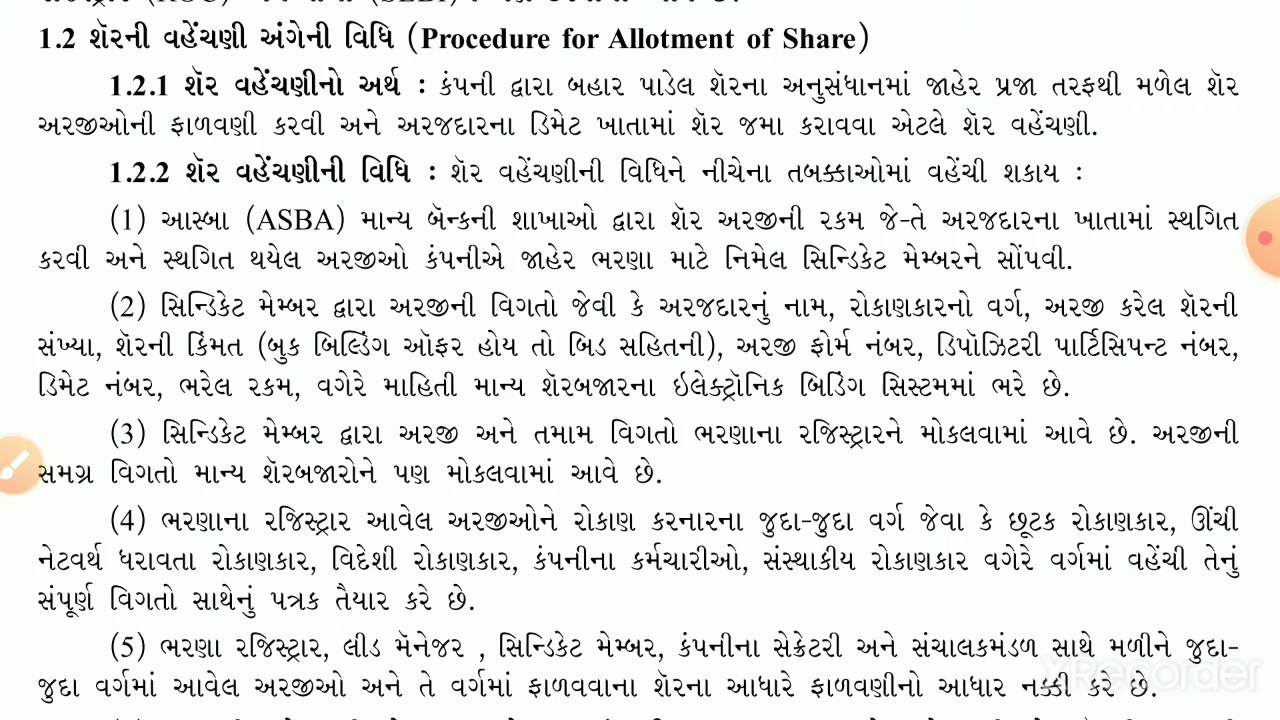 1.2 શૅરની વહેંચણી અંગેની વિધિ (Procedure for Allotment of Share)
1.2.1 શૅર વહેંચણીનો અર્થ : કંપની દ્વારા બહાર પાડેલ શૅરના અનુસંધાનમાં જાહેર પ્રજા તરફથી મળેલ શૅર
અરજીઓની ફાળવણી કરવી અને અરજદારના ડિમેટ ખાતામાં શૅર જમા કરાવવા એટલે શૅર વહેંચણી.
1.2.2 શૅર વહેંચણીની વિધિ : શૅર વહેંચણીની વિધિને નીચેના તબક્કાઓમાં વહેંચી શકાય :
(1) આસ્બા (ASBA) માન્ય બૅન્કની શાખાઓ દ્વારા શૅર અરજીની રકમ જે-તે અરજદારના ખાતામાં સ્થગિત
કરવી અને સ્થગિત થયેલ અરજીઓ કંપનીએ જાહેર ભરણા માટે નિમેલ સિન્ડિકેટ મેમ્બરને સોંપવી.
(2) સિન્ડિકેટ મેમ્બર દ્વારા અરજીની વિગતો જેવી કે અરજદારનું નામ, રોકાણકારનો વર્ગ, અરજી કરેલ શૅરની
સંખ્યા, શૅરની કિંમત (બુક બિલ્ડિંગ ઑફર હોય તો બિડ સહિતની), અરજી ફોર્મ નંબર, ડિપૉઝિટરી પાર્ટિસિપન્ટ નંબર,
ડિમેટ નંબર, ભરેલ રકમ, વગેરે માહિતી માન્ય શૅરબજારના ઇલેક્ટ્રૉનિક બિડિંગ સિસ્ટમમાં ભરે છે.
(3) સિન્ડિકેટ મેમ્બર દ્વારા અરજી અને તમામ વિગતો ભરણાના રજિસ્ટ્રારને મોકલવામાં આવે છે. અરજીની
સમગ્ર વિગતો માન્ય શૅરબજારોને પણ મોકલવામાં આવે છે.
(4) ભરણાના રજિસ્ટ્રાર આવેલ અરજીઓને રોકાણ કરનારના જુદા-જુદા વર્ગ જેવા કે છૂટક રોકાણકાર, ઊંચી
નેટવર્થ ધરાવતા રોકાણકાર, વિદેશી રોકાણકાર, કંપનીના કર્મચારીઓ, સંસ્થાકીય રોકાણકાર વગેરે વર્ગમાં વહેંચી તેનું
સંપૂર્ણ વિગતો સાથેનું પત્રક તૈયાર કરે છે.
(5) ભરણા રજિસ્ટ્રાર, લીડ મૅનેજર , સિન્ડિકેટ મેમ્બર, કંપનીના સેક્રેટરી અને સંચાલકમંડળ સાથે મળીને જુદા-
જુદા વર્ગમાં આવેલ અરજીઓ અને તે વર્ગમાં ફાળવવાના શૅરના આધારે ફાળવણીનો આધાર નક્કી કરે છે.
XRecorder